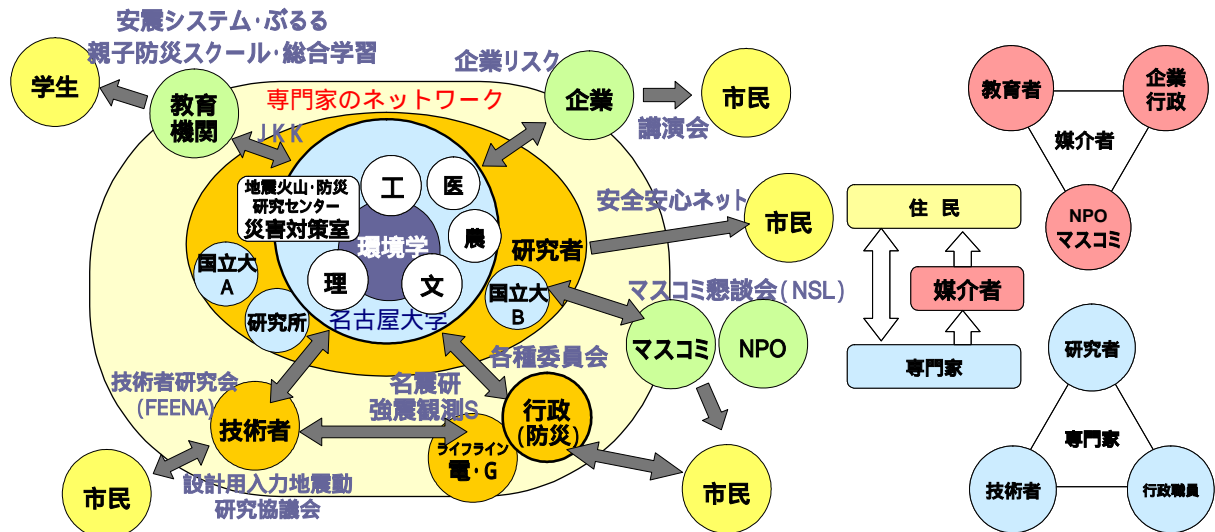 安震システム・ぶるる
親子防災スクール・総合学習
学生
教育
機関
専門家のネットワーク
JKK
企業リスク
企業
講演会
市民
地震火山・防災
研究センター
災害対策室
工
医
農
環境学
理
文
名古屋大学
国立大
A
研究所
研究者
国立大
B
安全安心ネット
市民
マスコミ懇談会(NSL)
マスコミ
NPO
各種委員会
名震研
強震観測S
技術者研究会
(FEENA)
技術者
行政
(防災)
ライフライン
電・G
市民
設計用入力地震動
研究協議会
市民
住 民
媒介者
専門家
教育者
企業
行政
媒介者
NPO
マスコミ
研究者
専門家
技術者
行政職員